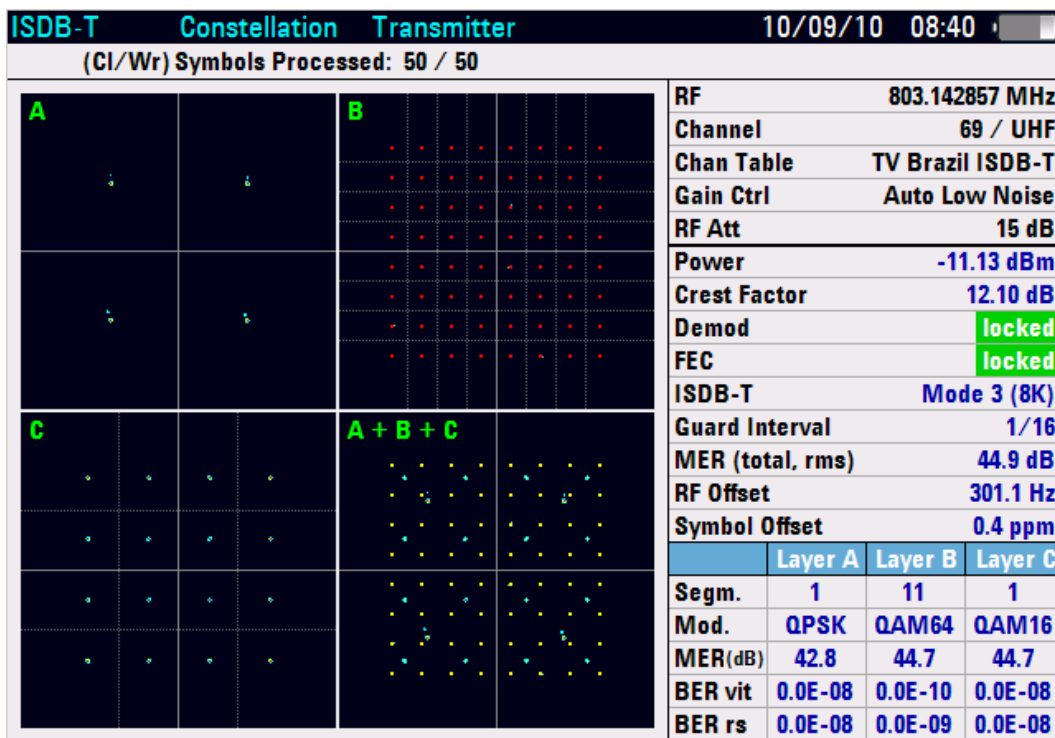 ISDB-T Constellation Transmitter 10/09/10 08:40
(Cl/Wr) Symbols Processed: 50 / 50
A
B
C
A + B + C
RF 803.142857 MHz
Channel 69 / UHF
Chan Table TV Brazil ISDB-T
Gain Ctrl Auto Low Noise
RF Att 15 dB
Power -11.13 dBm
Crest Factor 12.10 dB
Demod locked
FEC locked
ISDB-T Mode 3 (8K)
Guard Interval 1/16
MER (total, rms) 44.9 dB
RF Offset 301.1 Hz
Symbol Offset 0.4 ppm
Layer A Layer B Layer C
Segm. 1 11 1
Mod. QPSK QAM64 QAM16
MER(dB) 42.8 44.7 44.7
BER vit 0.0E-08 0.0E-10 0.0E-08
BER rs 0.0E-08 0.0E-09 0.0E-08